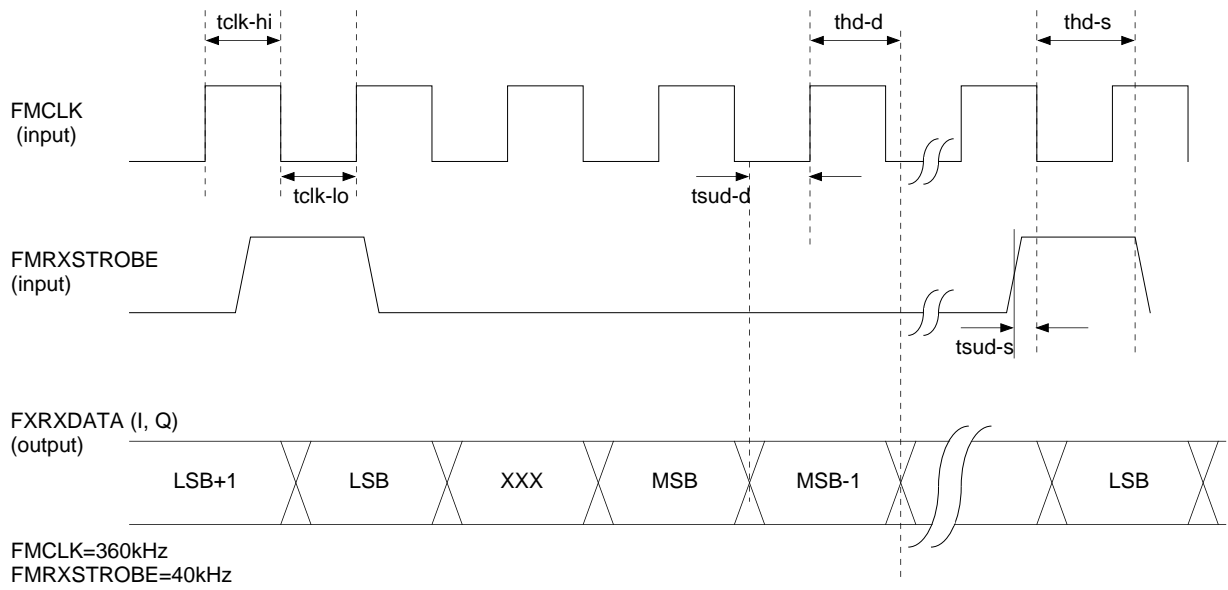 tclk-hi
thd-d
thd-s
FMCLK
(input)
tclk-lo
tsud-d
FMRXSTROBE
(input)
tsud-s
FXRXDATA (I, Q)
(output)
LSB+1
LSB
XXX
MSB
MSB-1
LSB
FMCLK=360kHz
FMRXSTROBE=40kHz